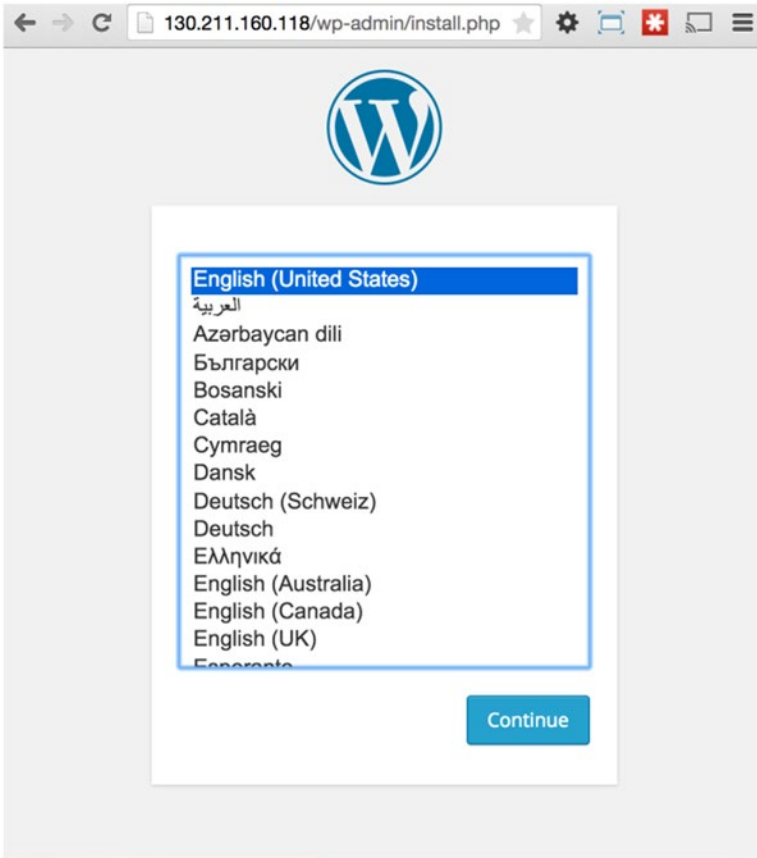 130.211.160.118/wp-admin/install.php
W
English (United States)
العربية
Azərbaycan dili
Български
Bosanski
Català
Cymraeg
Dansk
Deutsch (Schweiz)
Deutsch
Ελληνικά
English (Australia)
English (Canada)
English (UK)
Esperanto
Continue